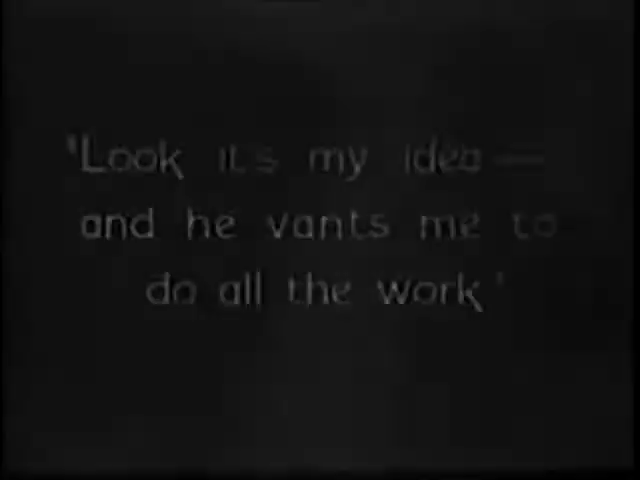 "Look it's my idea —
and he vants me to
do all the work"